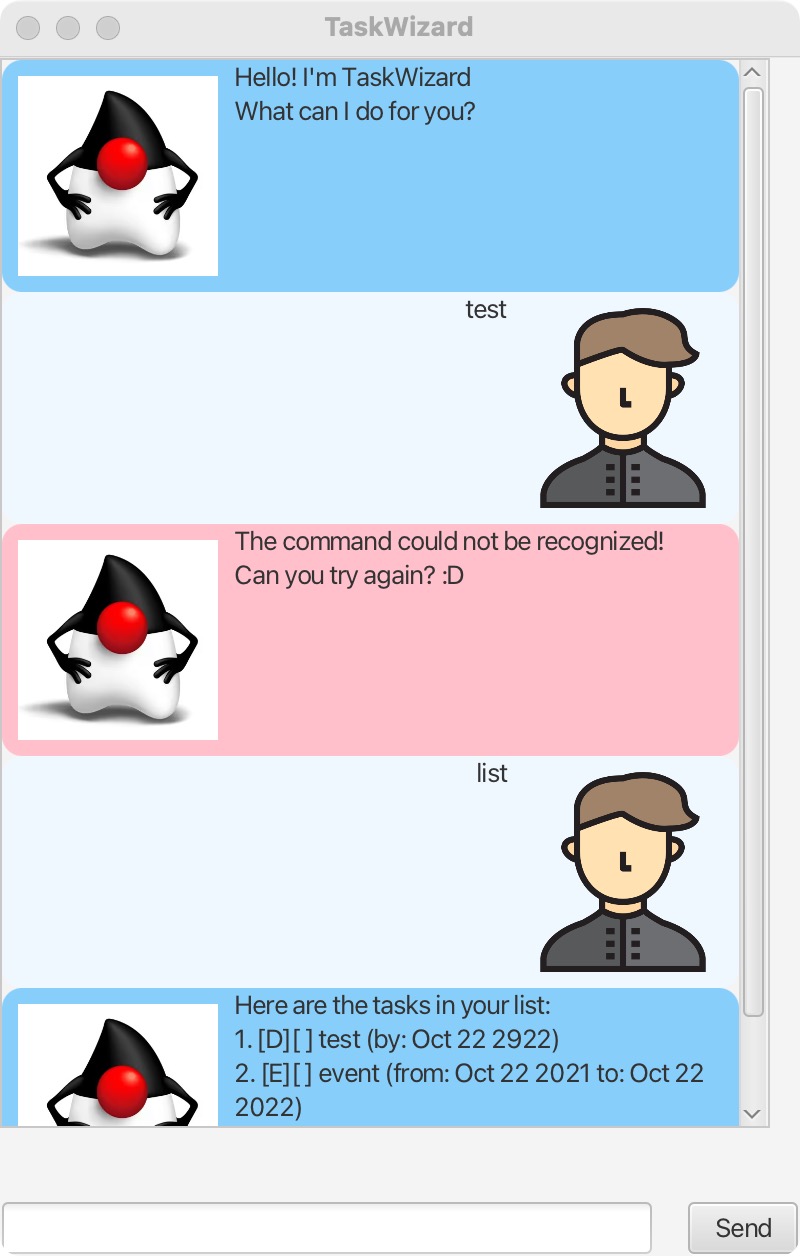 TaskWizard
Hello! I'm TaskWizard
What can I do for you?
test
The command could not be recognized!
Can you try again? :D
list
Here are the tasks in your list:
1. [D][ ] test (by: Oct 22 2922)
2. [E][ ] event (from: Oct 22 2021 to: Oct 22
2022)
Send